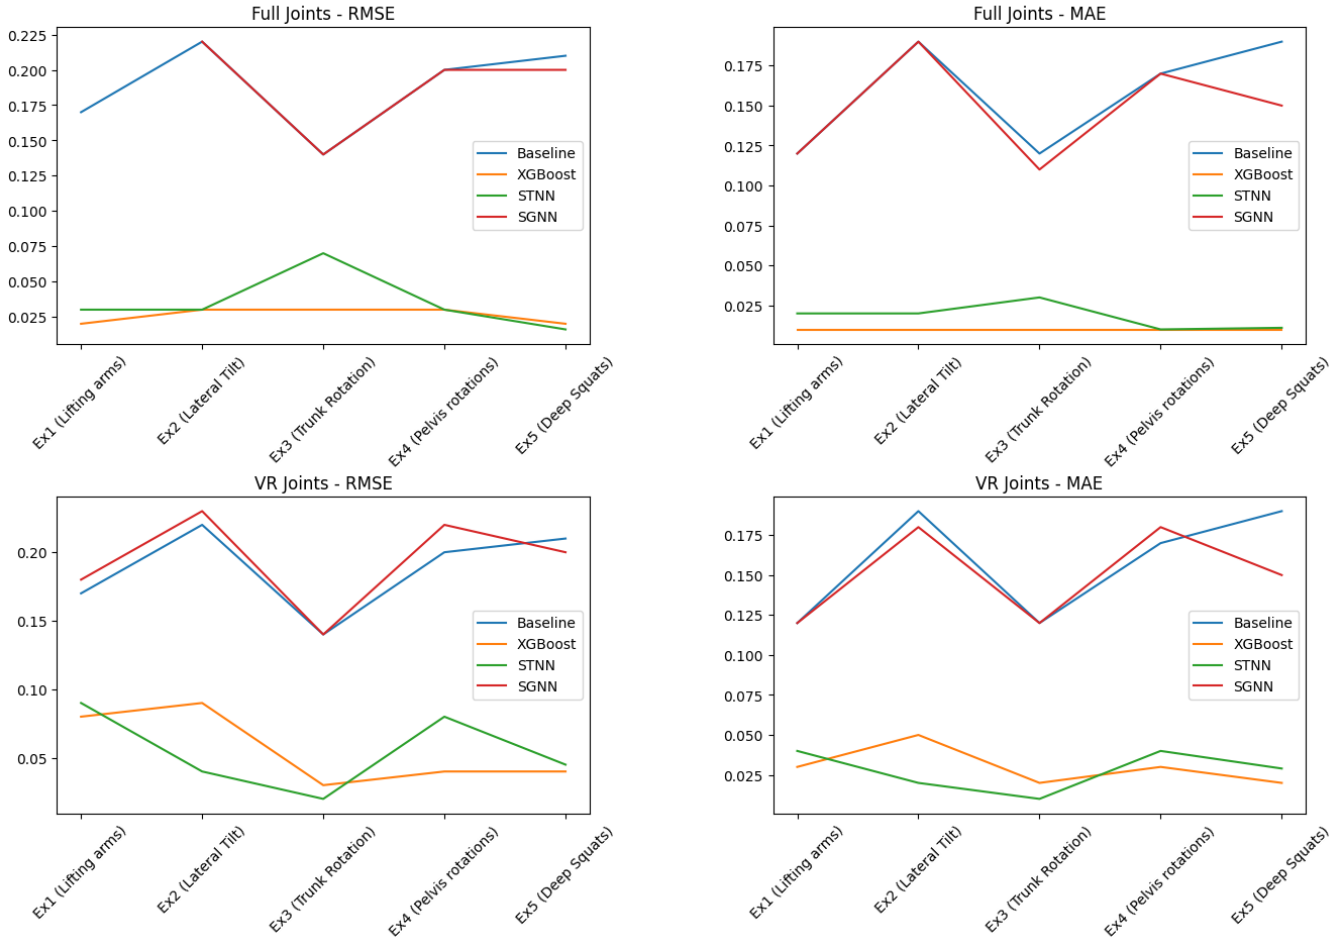 Full Joints - RMSE
0.225
0.200
0.175
0.150
0.125
0.100
0.075
0.050
0.025
Baseline
XGBoost
STNN
SGNN
Ex1 (Lifting arms)
Ex2 (Lateral Tilt)
Ex3 (Trunk Rotation)
Ex4 (Pelvis rotations)
Ex5 (Deep Squats)
Full Joints - MAE
0.175
0.150
0.125
0.100
0.075
0.050
0.025
Baseline
XGBoost
STNN
SGNN
Ex1 (Lifting arms)
Ex2 (Lateral Tilt)
Ex3 (Trunk Rotation)
Ex4 (Pelvis rotations)
Ex5 (Deep Squats)
VR Joints - RMSE
0.20
0.15
0.10
0.05
Baseline
XGBoost
STNN
SGNN
Ex1 (Lifting arms)
Ex2 (Lateral Tilt)
Ex3 (Trunk Rotation)
Ex4 (Pelvis rotations)
Ex5 (Deep Squats)
VR Joints - MAE
0.175
0.150
0.125
0.100
0.075
0.050
0.025
Baseline
XGBoost
STNN
SGNN
Ex1 (Lifting arms)
Ex2 (Lateral Tilt)
Ex3 (Trunk Rotation)
Ex4 (Pelvis rotations)
Ex5 (Deep Squats)